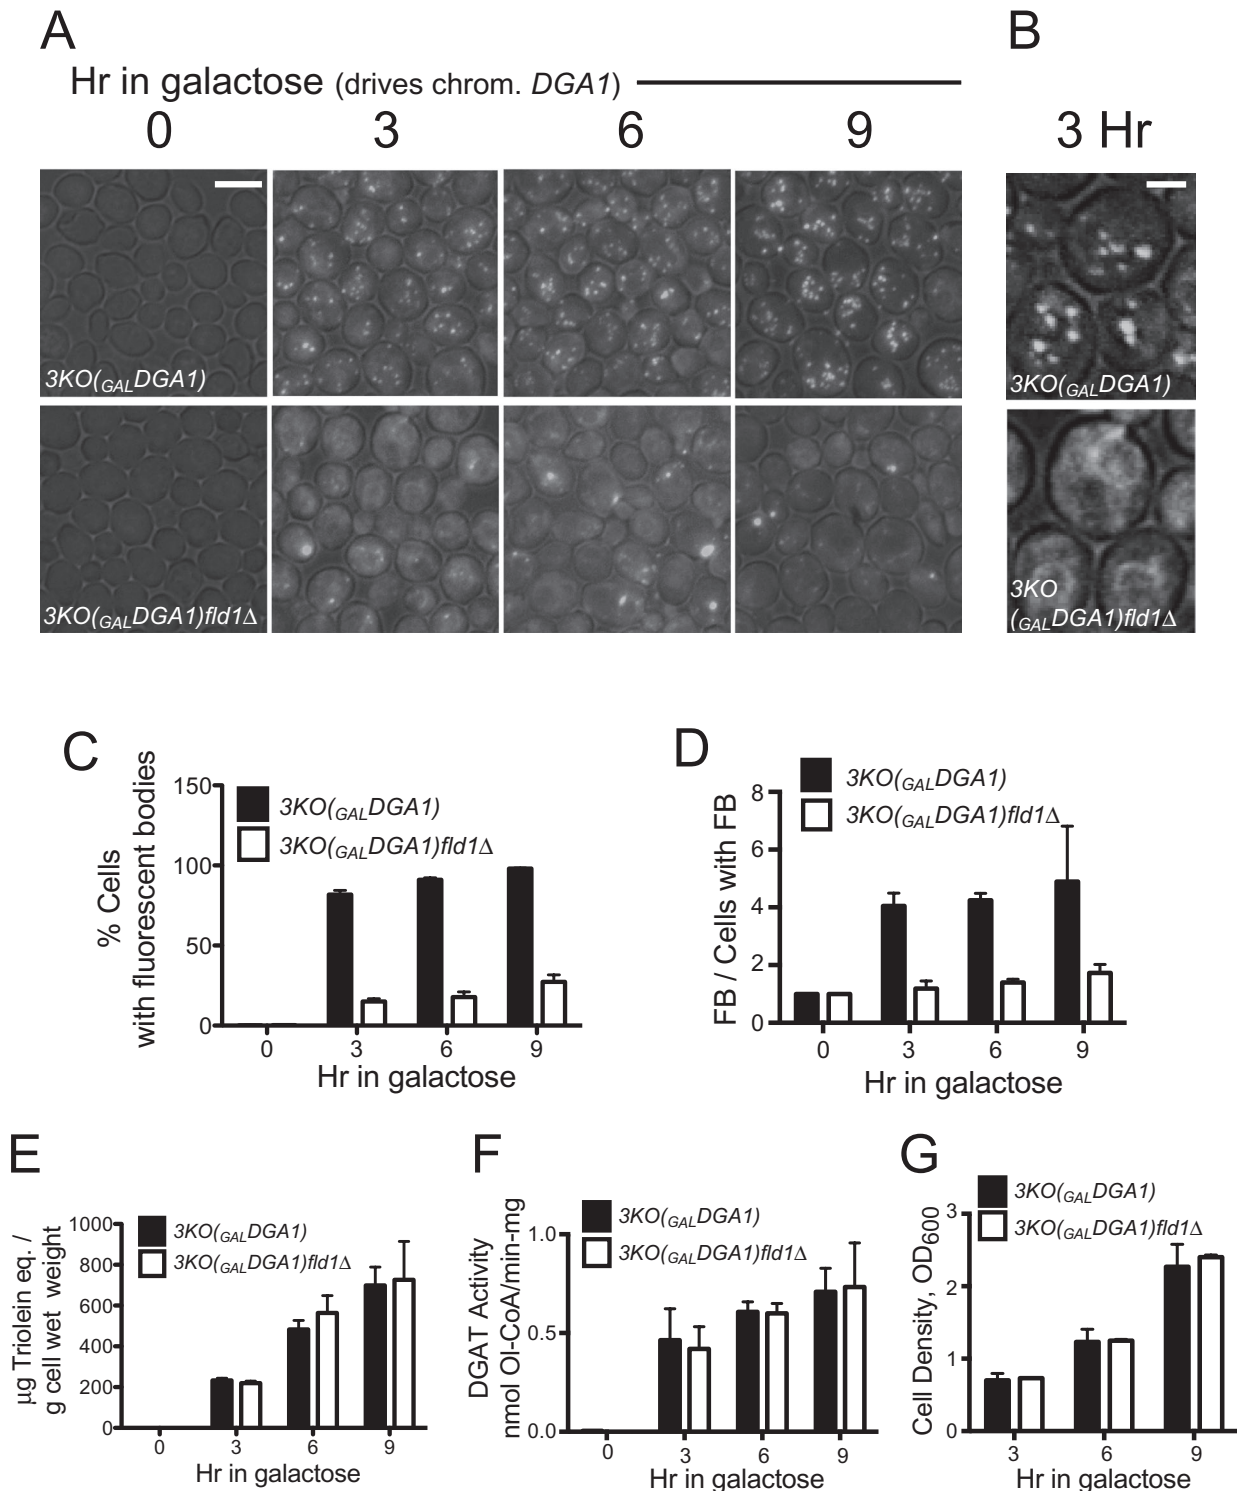 A
B
Hr in galactose (drives chrom. DGA1)
0 3 6 9 3 Hr
3KO(GALDGA1)
3KO(GALDGA1)
3KO(GALDGA1)fld1Δ
3KO
(GALDGA1)fld1Δ
C
% Cells
with fluorescent bodies
150
100
50
0
3KO(GALDGA1)
3KO(GALDGA1)fld1Δ
0 3 6 9
Hr in galactose
D
FB / Cells with FB
8
6
4
2
0
3KO(GALDGA1)
3KO(GALDGA1)fld1Δ
0 3 6 9
Hr in galactose
E
µg Triolein eq. /
g cell wet weight
1000
800
600
400
200
0
3KO(GALDGA1)
3KO(GALDGA1)fld1Δ
0 3 6 9
Hr in galactose
F
DGAT Activity
nmol Ol-CoA/min-mg
1.0
0.5
0.0
3KO(GALDGA1)
3KO(GALDGA1)fld1Δ
0 3 6 9
Hr in galactose
G
Cell Density, OD600
3
2
1
0
3KO(GALDGA1)
3KO(GALDGA1)fld1Δ
3 6 9
Hr in galactose